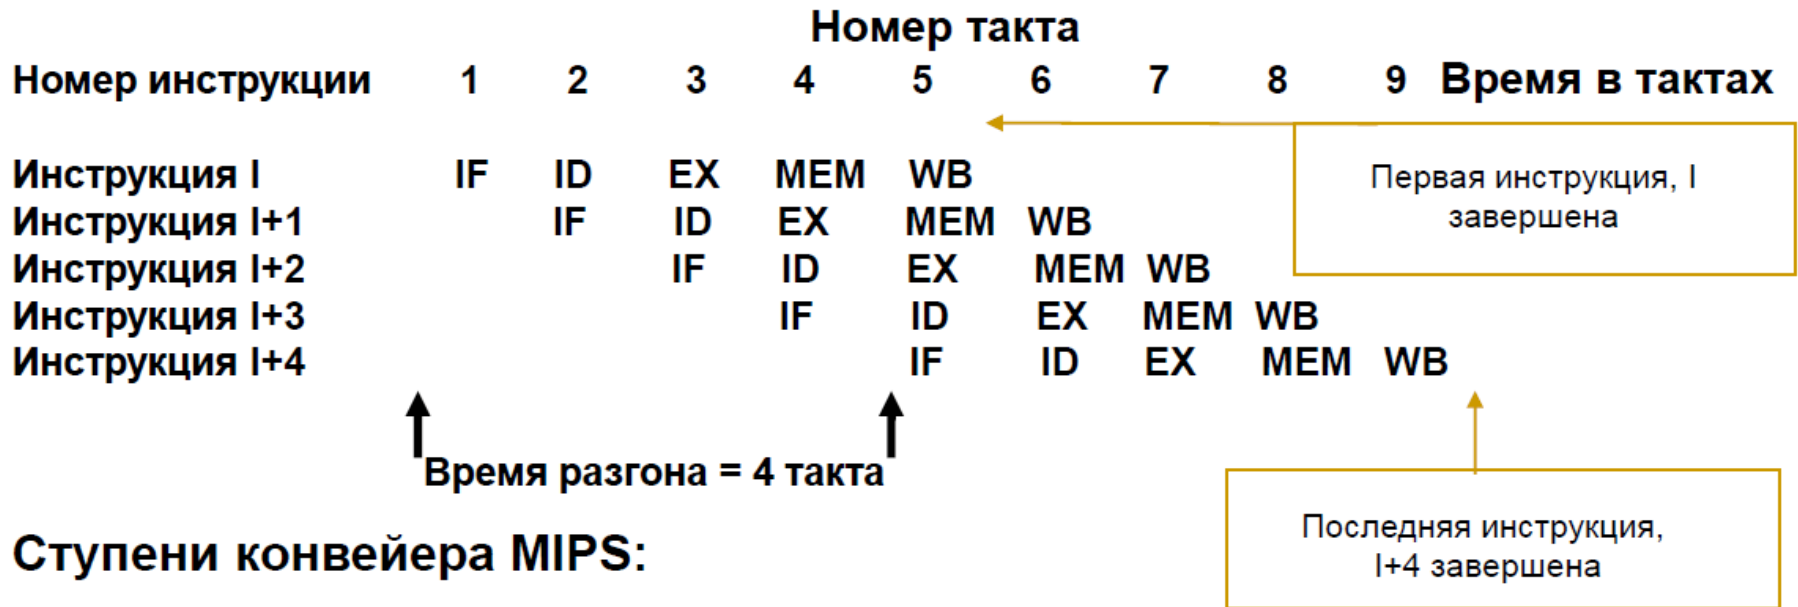 Номер такта
Номер инструкции 1 2 3 4 5 6 7 8 9 Время в тактах
Инструкция I IF ID EX MEM WB
Инструкция I+1 IF ID EX MEM WB
Инструкция I+2 IF ID EX MEM WB
Инструкция I+3 IF ID EX MEM WB
Инструкция I+4 IF ID EX MEM WB
Первая инструкция, I
завершена
Время разгона = 4 такта
Последняя инструкция,
I+4 завершена
Ступени конвейера MIPS: